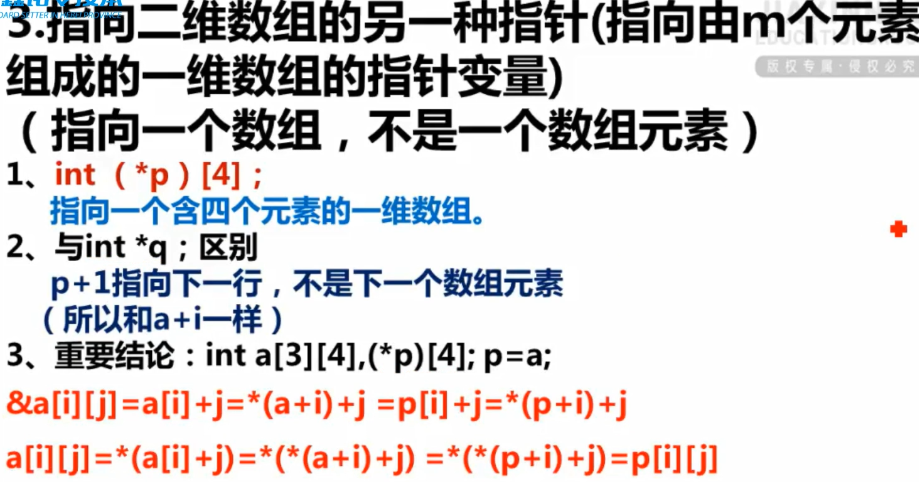 3.指向二维数组的另一种指针(指向由m个元素
组成的一维数组的指针变量)
（指向一个数组，不是一个数组元素）
版权专属·侵权必究
1、int（*p）[4]；
指向一个含四个元素的一维数组。
2、与int *q；区别
p+1指向下一行，不是下一个数组元素
（所以和a+i一样）
3、重要结论：int a[3][4],(*p)[4]; p=a;
&a[i][j]=a[i]+j=*(a+i)+j =p[i]+j=*(p+i)+j
a[i][j]=*(a[i]+j)=*(*(a+i)+j) =*(*(p+i)+j)=p[i][j]